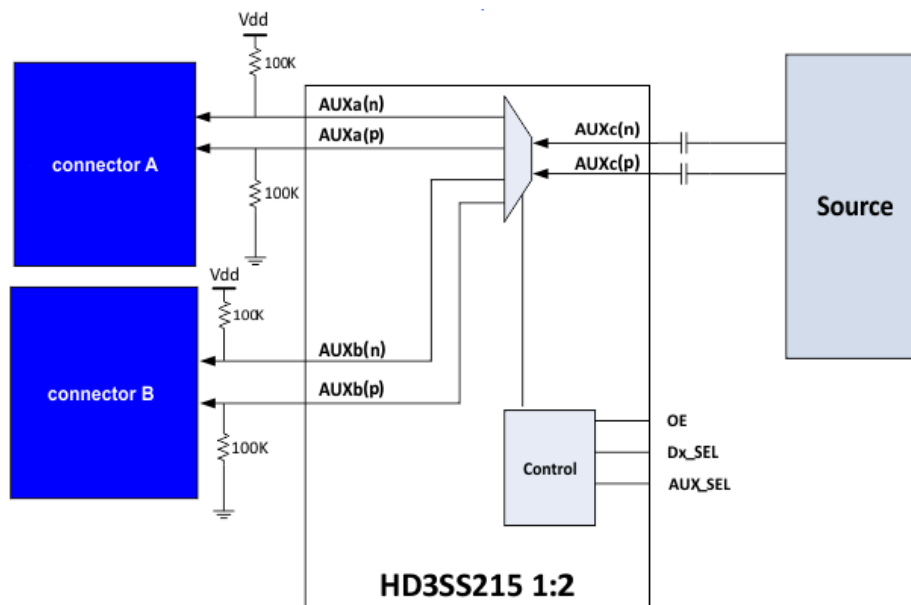 Vdd
100K
AUXa(n)
AUXa(p)
AUXc(n)
AUXc(p)
connector A
100K
Source
Vdd
100K
AUXb(n)
AUXb(p)
connector B
100K
OE
Dx_SEL
AUX_SEL
Control
HD3SS215 1:2